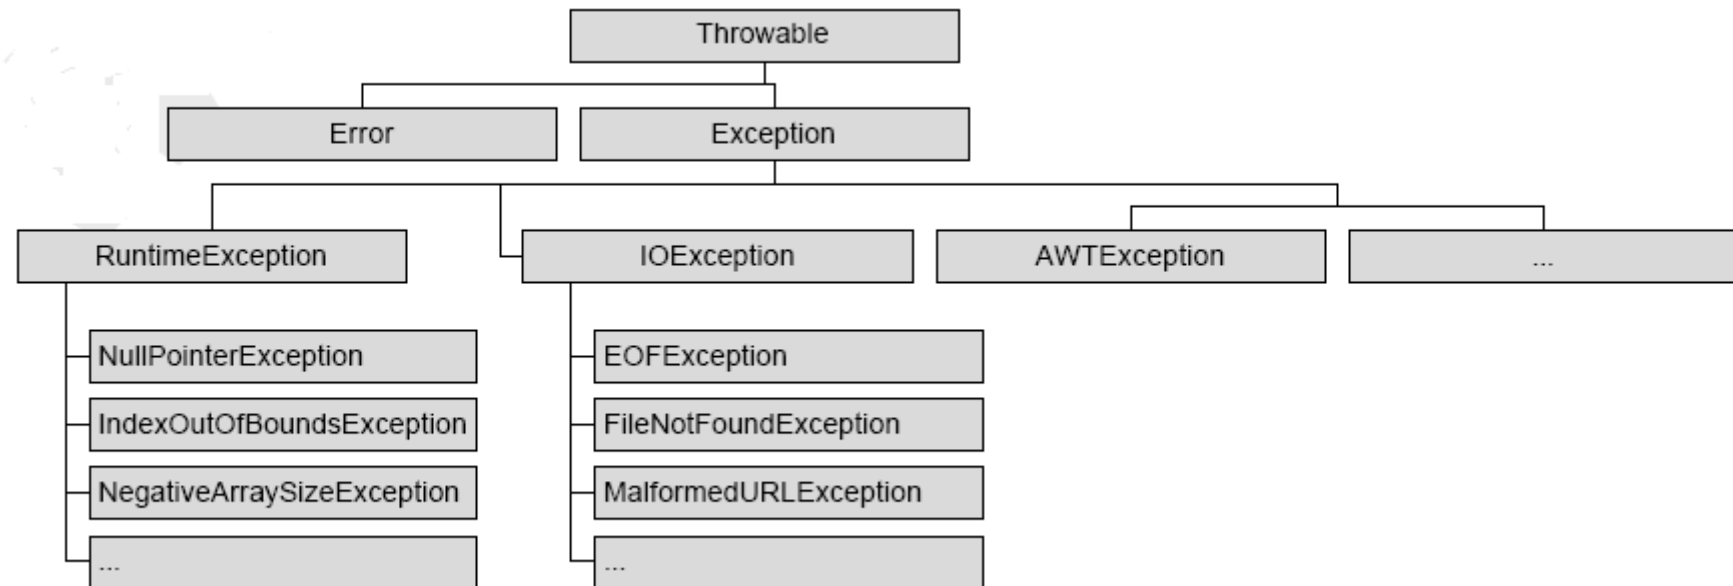 Throwable
Error
Exception
RuntimeException
IOException
AWTException
...
NullPointerException
EOFException
IndexOutOfBoundsException
FileNotFoundException
NegativeArraySizeException
MalformedURLException
...
...